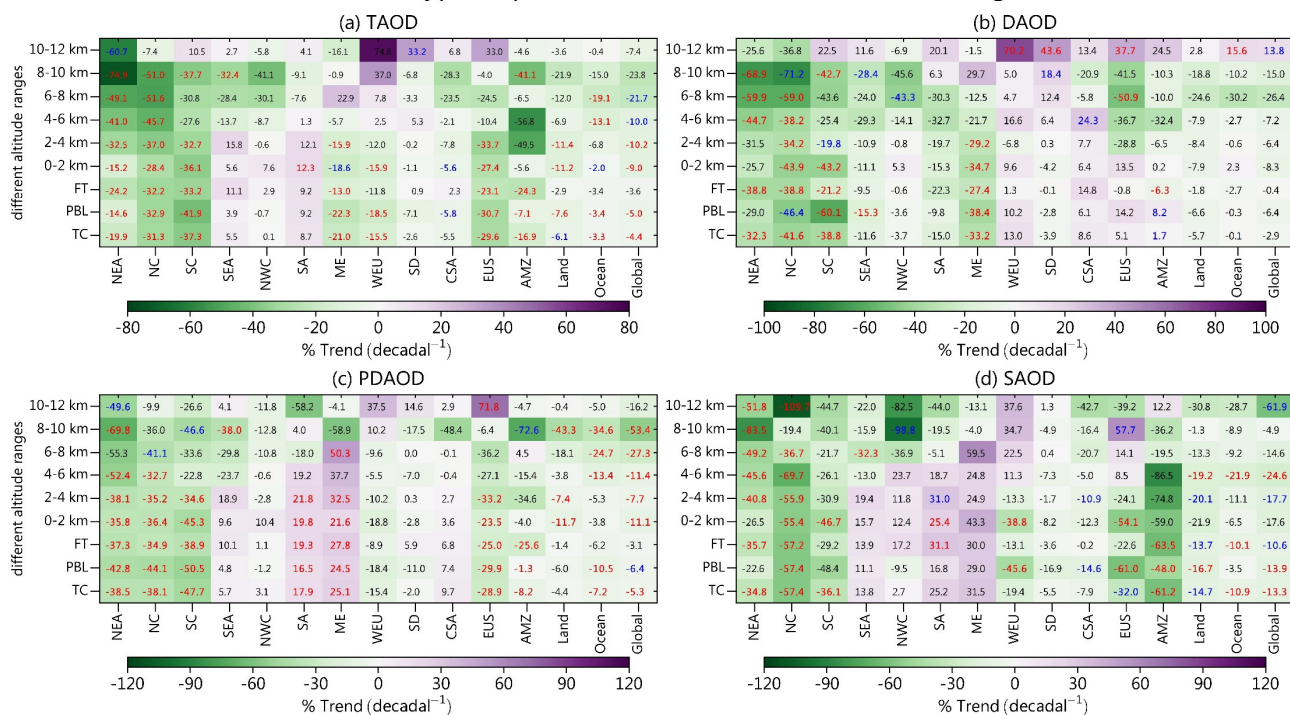 (a) TAOD
different altitude ranges
10-12 km -60.7 -7.4 10.5 2.7 -5.8 4.1 -16.1 74.8 33.2 6.8 33.0 -4.6 -3.6 -0.4 -7.4
8-10 km -74.9 -51.0 -37.7 -32.4 -41.1 -9.1 -0.9 37.0 -6.8 -28.3 -4.0 -41.1 -21.9 -15.0 -23.8
6-8 km -49.1 -51.6 -30.8 -28.4 -30.1 -7.6 22.9 7.8 -3.3 -23.5 -24.5 -6.5 -12.0 -19.1 -21.7
4-6 km -41.0 -45.7 -27.6 -13.7 -8.7 1.3 -5.7 2.5 5.3 -2.1 -10.4 -56.8 -6.9 -13.1 -10.0
2-4 km -32.5 -37.0 -32.7 15.8 -0.6 12.1 -15.9 -12.0 -0.2 -7.8 -33.7 -49.5 -11.4 -6.8 -10.2
0-2 km -15.2 -28.4 -36.1 5.6 7.6 12.3 -18.6 -15.9 -1.1 -5.6 -27.4 -5.6 -11.2 -2.0 -9.0
FT -24.2 -32.2 -33.2 11.1 2.9 9.2 -13.0 -11.8 0.9 2.3 -23.1 -24.3 -2.9 -3.4 -3.6
PBL -14.6 -32.9 -41.9 3.9 -0.7 9.2 -22.3 -18.5 -7.1 -5.8 -30.7 -7.1 -7.6 -3.4 -5.0
TC -19.9 -31.3 -37.3 5.5 0.1 8.7 -21.0 -15.5 -2.6 -5.5 -29.6 -16.9 -6.1 -3.3 -4.4
NEA NC SC SEA NWC SA ME WEU SD CSA EUS AMZ Land Ocean Global
-80 -60 -40 -20 0 20 40 60 80
% Trend (decadal⁻¹)
(b) DAOD
10-12 km -25.6 -36.8 22.5 11.6 -6.9 20.1 -1.5 70.2 43.6 13.4 37.7 24.5 2.8 15.6 13.8
8-10 km -68.9 -71.2 -42.7 -28.4 -45.6 6.3 29.7 5.0 18.4 -20.9 -41.5 -10.3 -18.8 -10.2 -15.0
6-8 km -59.9 -59.0 -43.6 -24.0 -43.3 -30.3 -12.5 4.7 12.4 -5.8 -50.9 -10.0 -24.6 -30.2 -26.4
4-6 km -44.7 -38.2 -25.4 -29.3 -14.1 -32.7 -21.7 16.6 6.4 24.3 -36.7 -32.4 -7.9 -2.7 -7.2
2-4 km -31.5 -34.2 -19.8 -10.9 -0.8 -19.7 -29.2 -6.8 0.3 7.7 -28.8 -6.5 -8.4 -0.6 -6.4
0-2 km -25.7 -43.9 -43.2 -11.1 5.3 -15.3 -34.7 9.6 -4.2 6.4 13.5 0.2 -7.9 2.3 -8.3
FT -38.8 -38.8 -21.2 -9.5 -0.6 -22.3 -27.4 1.3 -0.1 14.8 -0.8 -6.3 -1.8 -2.7 -0.4
PBL -29.0 -46.4 -60.1 -15.3 -3.6 -9.8 -38.4 10.2 -2.8 6.1 14.2 8.2 -6.6 -0.3 -6.4
TC -32.3 -41.6 -38.8 -11.6 -3.7 -15.0 -33.2 13.0 -3.9 8.6 5.1 1.7 -5.7 -0.1 -2.9
NEA NC SC SEA NWC SA ME WEU SD CSA EUS AMZ Land Ocean Global
-100 -80 -60 -40 -20 0 20 40 60 80 100
% Trend (decadal⁻¹)
(c) PDAOD
different altitude ranges
10-12 km -49.6 -9.9 -26.6 4.1 -11.8 -58.2 -4.1 37.5 14.6 2.9 71.8 -4.7 -0.4 -5.0 -16.2
8-10 km -69.8 -36.0 -46.6 -38.0 -12.8 4.0 -58.9 10.2 -17.5 -48.4 -6.4 -72.6 -43.3 -34.6 -53.4
6-8 km -55.3 -41.1 -33.6 -29.8 -10.8 -18.0 50.3 -9.6 0.0 -0.1 -36.2 4.5 -18.1 -24.7 -27.3
4-6 km -52.4 -32.7 -22.8 -23.7 -0.6 19.2 37.7 -5.5 -7.0 -0.4 -27.1 -14.4 -1.0 -13.4 -11.4
2-4 km -38.1 -35.2 -34.6 18.9 -2.8 21.8 32.5 -10.2 0.3 2.7 -33.2 -34.6 -7.4 -5.3 -7.7
0-2 km -35.8 -36.4 -45.3 9.6 10.4 19.8 21.6 -18.8 -2.8 3.6 -23.5 -4.0 -11.7 3.8 -11.1
FT -37.3 -34.9 -38.9 10.1 1.1 19.3 27.8 -8.9 5.9 6.8 -25.0 -25.6 -1.4 -6.2 -3.1
PBL -42.8 -44.1 -50.5 4.8 -1.2 16.5 24.5 -18.4 -11.0 7.4 -29.9 -1.3 -6.0 -10.5 -6.4
TC -38.5 -38.1 -47.7 5.7 3.1 17.9 25.1 -15.4 -2.0 9.7 -28.9 -8.2 -4.4 -7.2 -5.3
NEA NC SC SEA NWC SA ME WEU SD CSA EUS AMZ Land Ocean Global
-120 -90 -60 -30 0 30 60 90 120
% Trend (decadal⁻¹)
(d) SAOD
10-12 km -51.8 -109.7 -44.7 -22.0 -82.5 -44.0 -13.1 37.6 1.3 -42.7 -39.2 12.2 -30.8 -28.7 -61.9
8-10 km -83.5 -19.4 -40.1 -15.9 -98.8 -19.5 -4.0 34.7 -4.9 -16.4 57.7 -36.2 -1.3 -8.9 -4.9
6-8 km -49.2 -36.7 -21.7 -32.3 -36.9 -5.1 59.5 22.5 0.4 -20.7 14.1 -19.5 -13.3 -9.2 -14.6
4-6 km -45.6 -69.7 -26.1 -13.0 23.7 18.7 24.8 11.3 -7.3 -5.0 8.5 -86.5 -19.2 -21.9 -24.6
2-4 km -40.8 -55.9 -30.9 19.4 11.8 31.0 24.9 -13.3 -1.7 -10.9 -24.1 -74.8 -20.1 -11.1 -17.7
0-2 km -26.5 -55.4 -46.7 15.7 12.4 25.4 43.3 -38.8 -8.2 -12.3 -54.1 -59.0 -21.9 -6.5 -17.6
FT -35.7 -57.2 -29.2 13.9 17.2 31.1 30.0 -13.1 -3.6 -0.2 -22.6 -63.5 -13.7 -10.1 -10.6
PBL -22.6 -57.4 -48.4 11.1 -9.5 16.8 29.0 -45.6 -16.9 -14.6 -61.0 -48.0 -16.7 -3.5 -13.9
TC -34.8 -57.4 -36.1 13.8 2.7 25.2 31.5 -19.4 -5.5 -7.9 -32.0 -61.2 -14.7 -10.9 -13.3
NEA NC SC SEA NWC SA ME WEU SD CSA EUS AMZ Land Ocean Global
-120 -90 -60 -30 0 30 60 90 120
% Trend (decadal⁻¹)